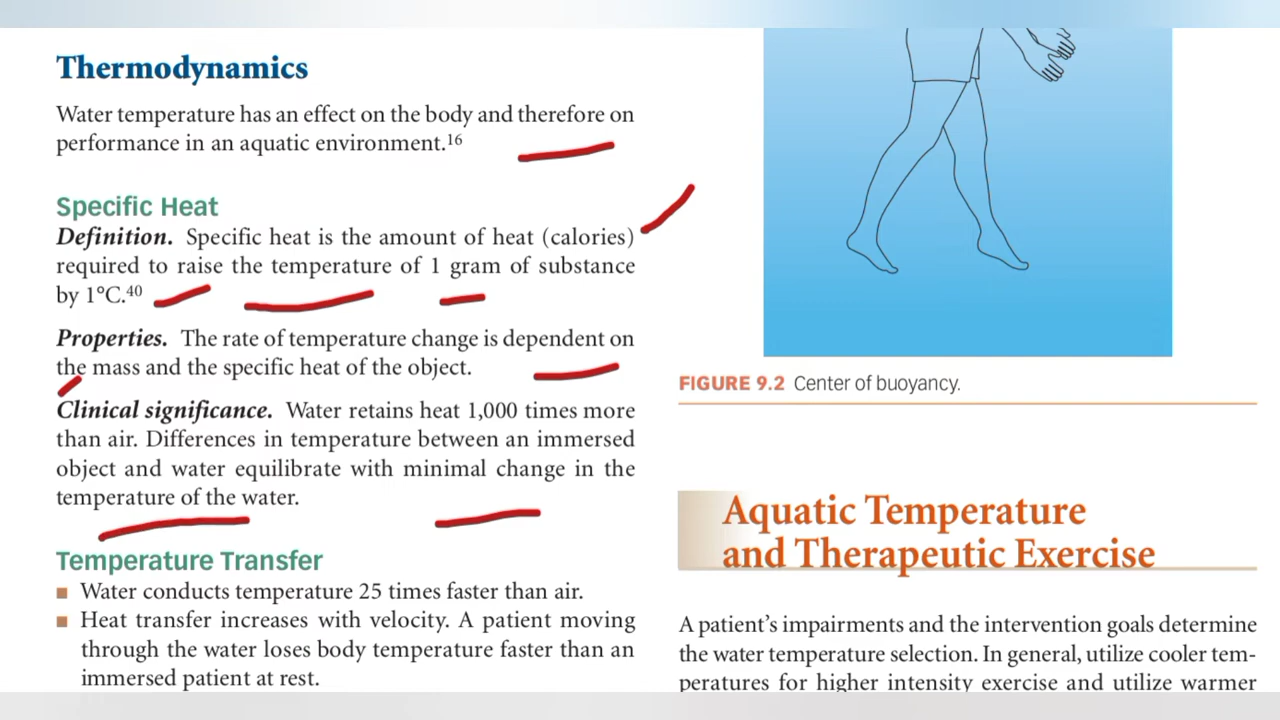 Thermodynamics
Water temperature has an effect on the body and therefore on
performance in an aquatic environment.16
Specific Heat
Definition. Specific heat is the amount of heat (calories)
required to raise the temperature of 1 gram of substance
by 1°C.40
Properties. The rate of temperature change is dependent on
the mass and the specific heat of the object.
Clinical significance. Water retains heat 1,000 times more
than air. Differences in temperature between an immersed
object and water equilibrate with minimal change in the
temperature of the water.
Temperature Transfer
■ Water conducts temperature 25 times faster than air.
■ Heat transfer increases with velocity. A patient moving
through the water loses body temperature faster than an
immersed patient at rest.
FIGURE 9.2 Center of buoyancy.
Aquatic Temperature
and Therapeutic Exercise
A patient's impairments and the intervention goals determine
the water temperature selection. In general, utilize cooler tem-
peratures for higher intensity exercise and utilize warmer